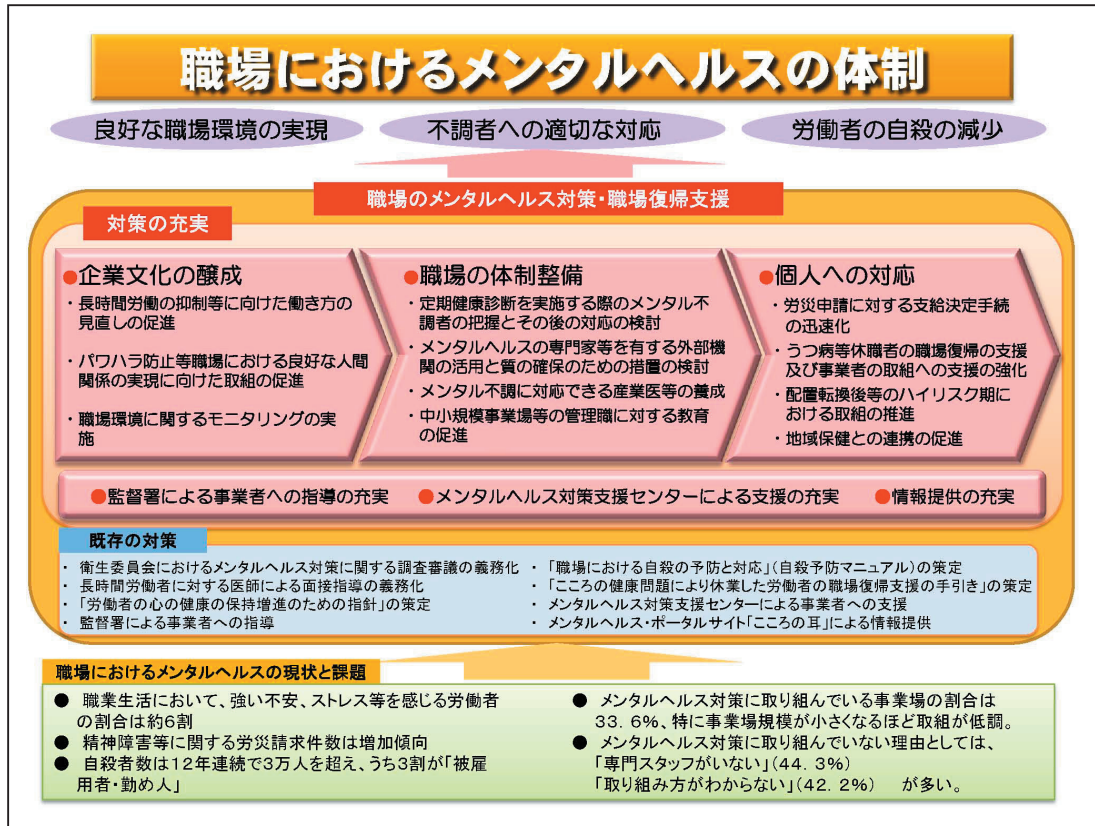 職場におけるメンタルヘルスの体制
良好な職場環境の実現
不調者への適切な対応
労働者の自殺の減少
職場のメンタルヘルス対策・職場復帰支援
対策の充実
●企業文化の醸成
・長時間労働の抑制等に向けた働き方の
見直しの促進
・パワハラ防止等職場における良好な人間
関係の実現に向けた取組の促進
・職場環境に関するモニタリングの実
施
●職場の体制整備
・定期健康診断を実施する際のメンタル不
調者の把握とその後の対応の検討
・メンタルヘルスの専門家等を有する外部機
関の活用と質の確保のための措置の検討
・メンタル不調に対応できる産業医等の養成
・中小規模事業場等の管理職に対する教育
の促進
●個人への対応
・労災申請に対する支給決定手続
の迅速化
・うつ病等休職者の職場復帰の支援
及び事業者の取組への支援の強化
・配置転換後等のハイリスク期に
おける取組の推進
・地域保健との連携の促進
●監督署による事業者への指導の充実
●メンタルヘルス対策支援センターによる支援の充実
●情報提供の充実
既存の対策
・ 衛生委員会におけるメンタルヘルス対策に関する調査審議の義務化
・ 長時間労働者に対する医師による面接指導の義務化
・ 「労働者の心の健康の保持増進のための指針」の策定
・ 監督署による事業者への指導
・ 「職場における自殺の予防と対応」(自殺予防マニュアル)の策定
・ 「こころの健康問題により休業した労働者の職場復帰支援の手引き」の策定
・ メンタルヘルス対策支援センターによる事業者への支援
・ メンタルヘルス・ポータルサイト「こころの耳」による情報提供
職場におけるメンタルヘルスの現状と課題
● 職業生活において、強い不安、ストレス等を感じる労働者
の割合は約6割
● 精神障害等に関する労災請求件数は増加傾向
● 自殺者数は12年連続で3万人を超え、うち3割が「被雇
用者・勤め人」
● メンタルヘルス対策に取り組んでいる事業場の割合は
33.6%、特に事業場規模が小さくなるほど取組が低調。
● メンタルヘルス対策に取り組んでいない理由としては、
「専門スタッフがいない」(44.3%)
「取り組み方がわからない」(42.2%) が多い。